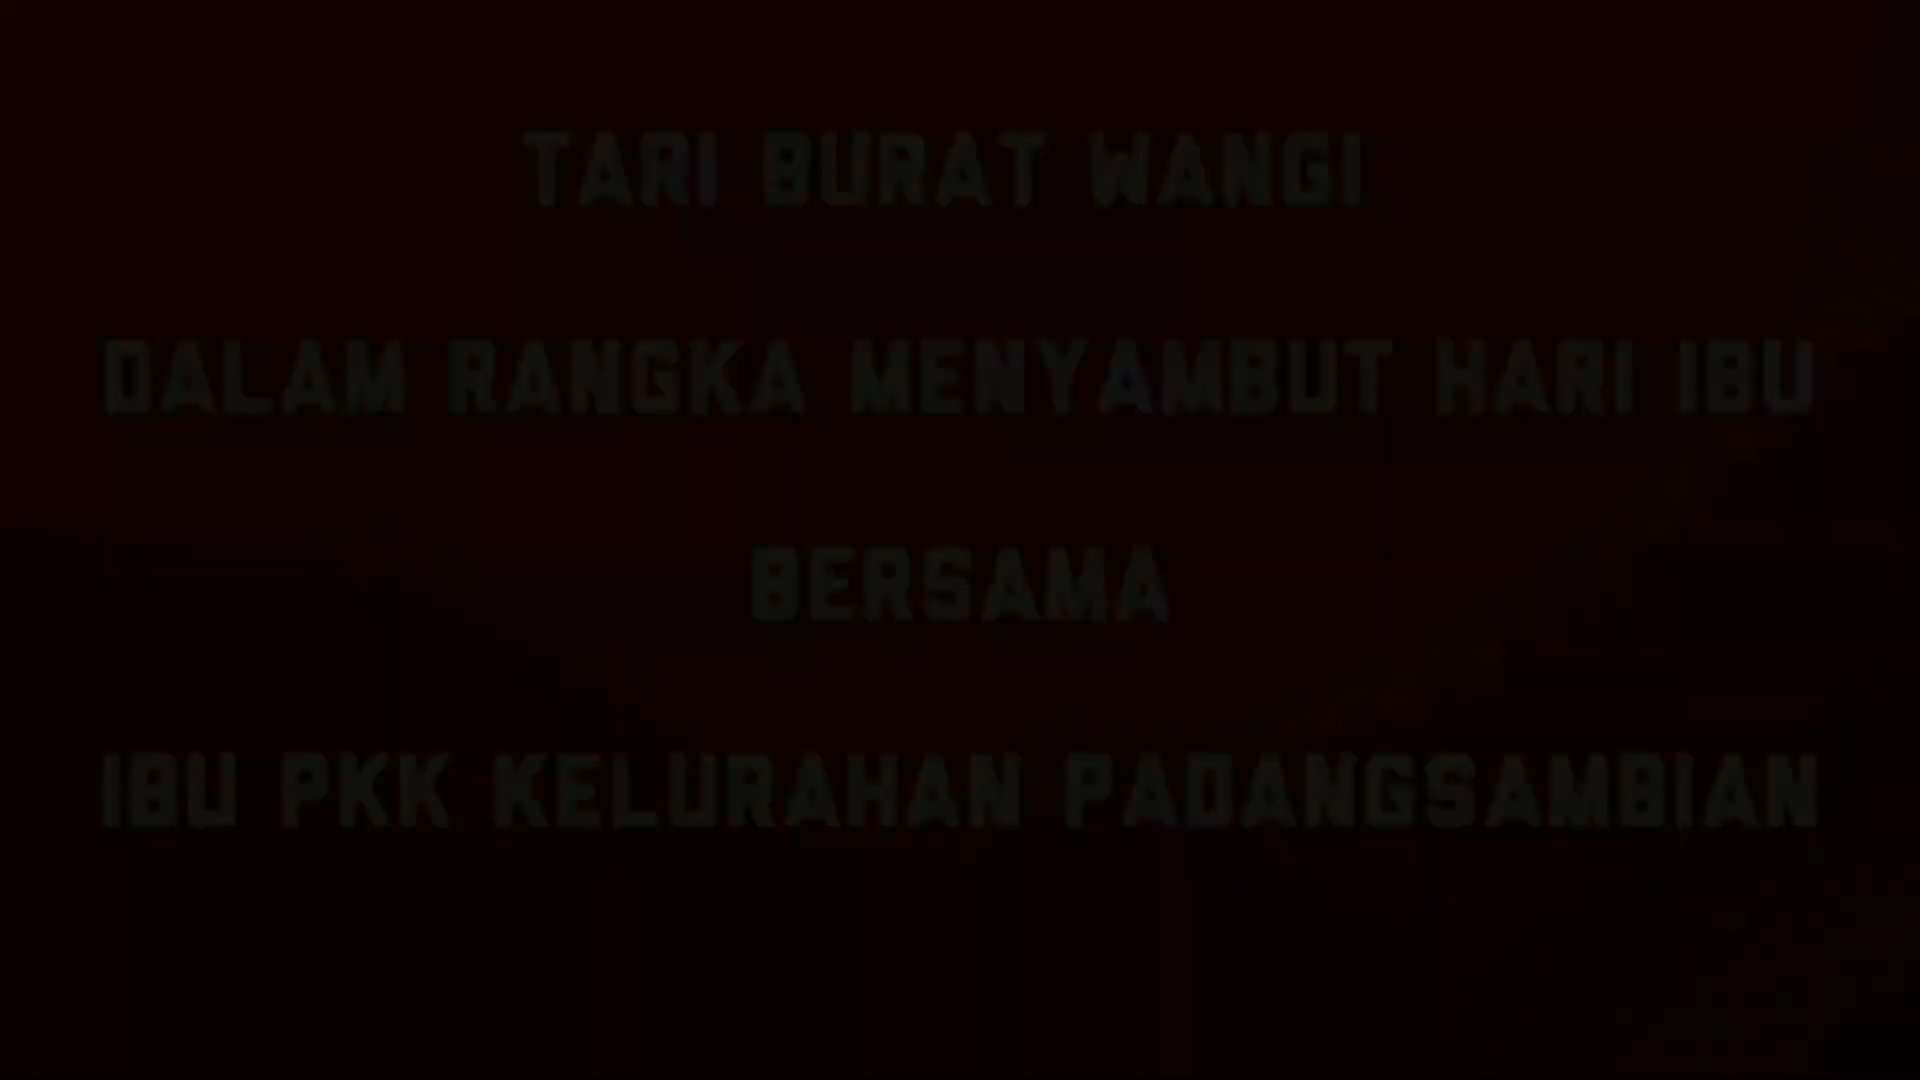 TARI BURAT WANGI
DALAM RANGKA MENYAMBUT HARI IBU
BERSAMA
IBU PKK KELURAHAN PADANGSAMBIAN